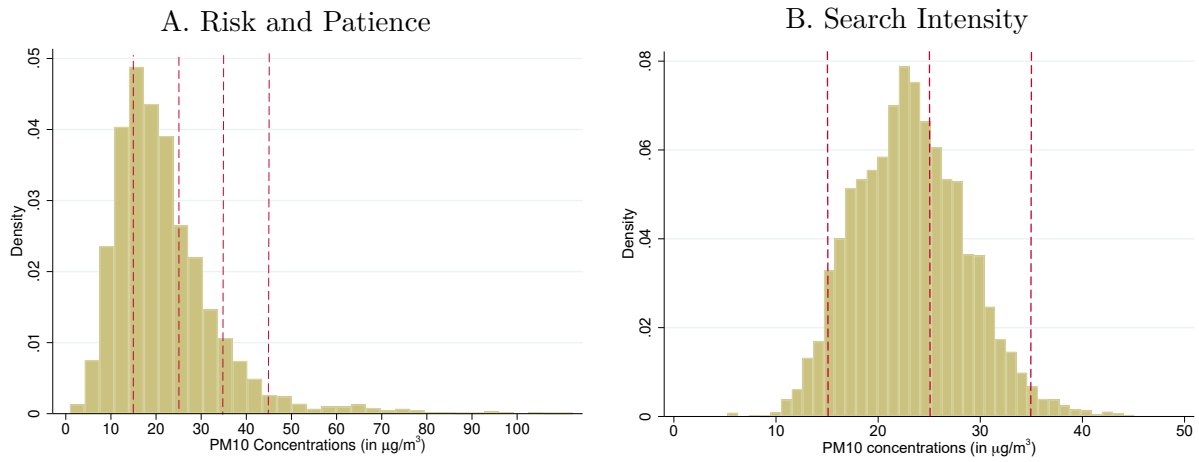 A. Risk and Patience
Density
0 .01 .02 .03 .04 .05
0 10 20 30 40 50 60 70 80 90 100
PM10 Concentrations (in μg/m³)
B. Search Intensity
Density
0 .02 .04 .06 .08
0 10 20 30 40 50
PM10 concentrations (in μg/m³)